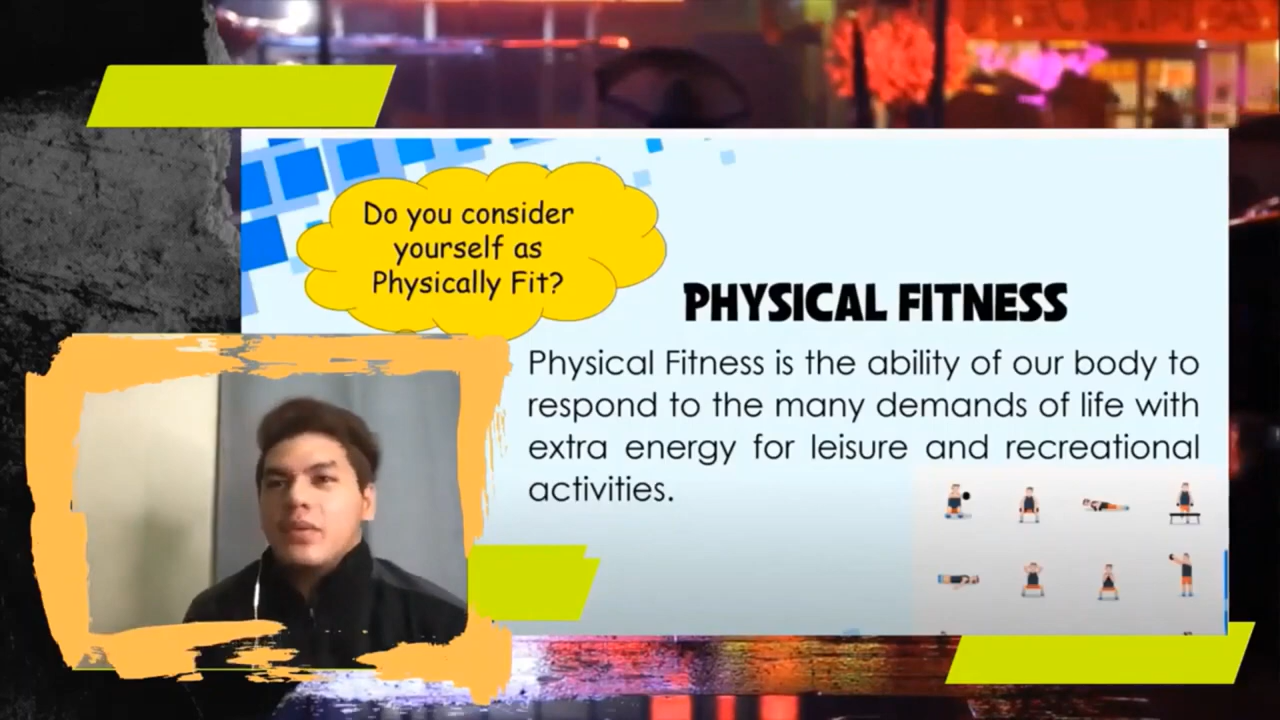 Do you consider
yourself as
Physically Fit?
PHYSICAL FITNESS
Physical Fitness is the ability of our body to
respond to the many demands of life with
extra energy for leisure and recreational
activities.